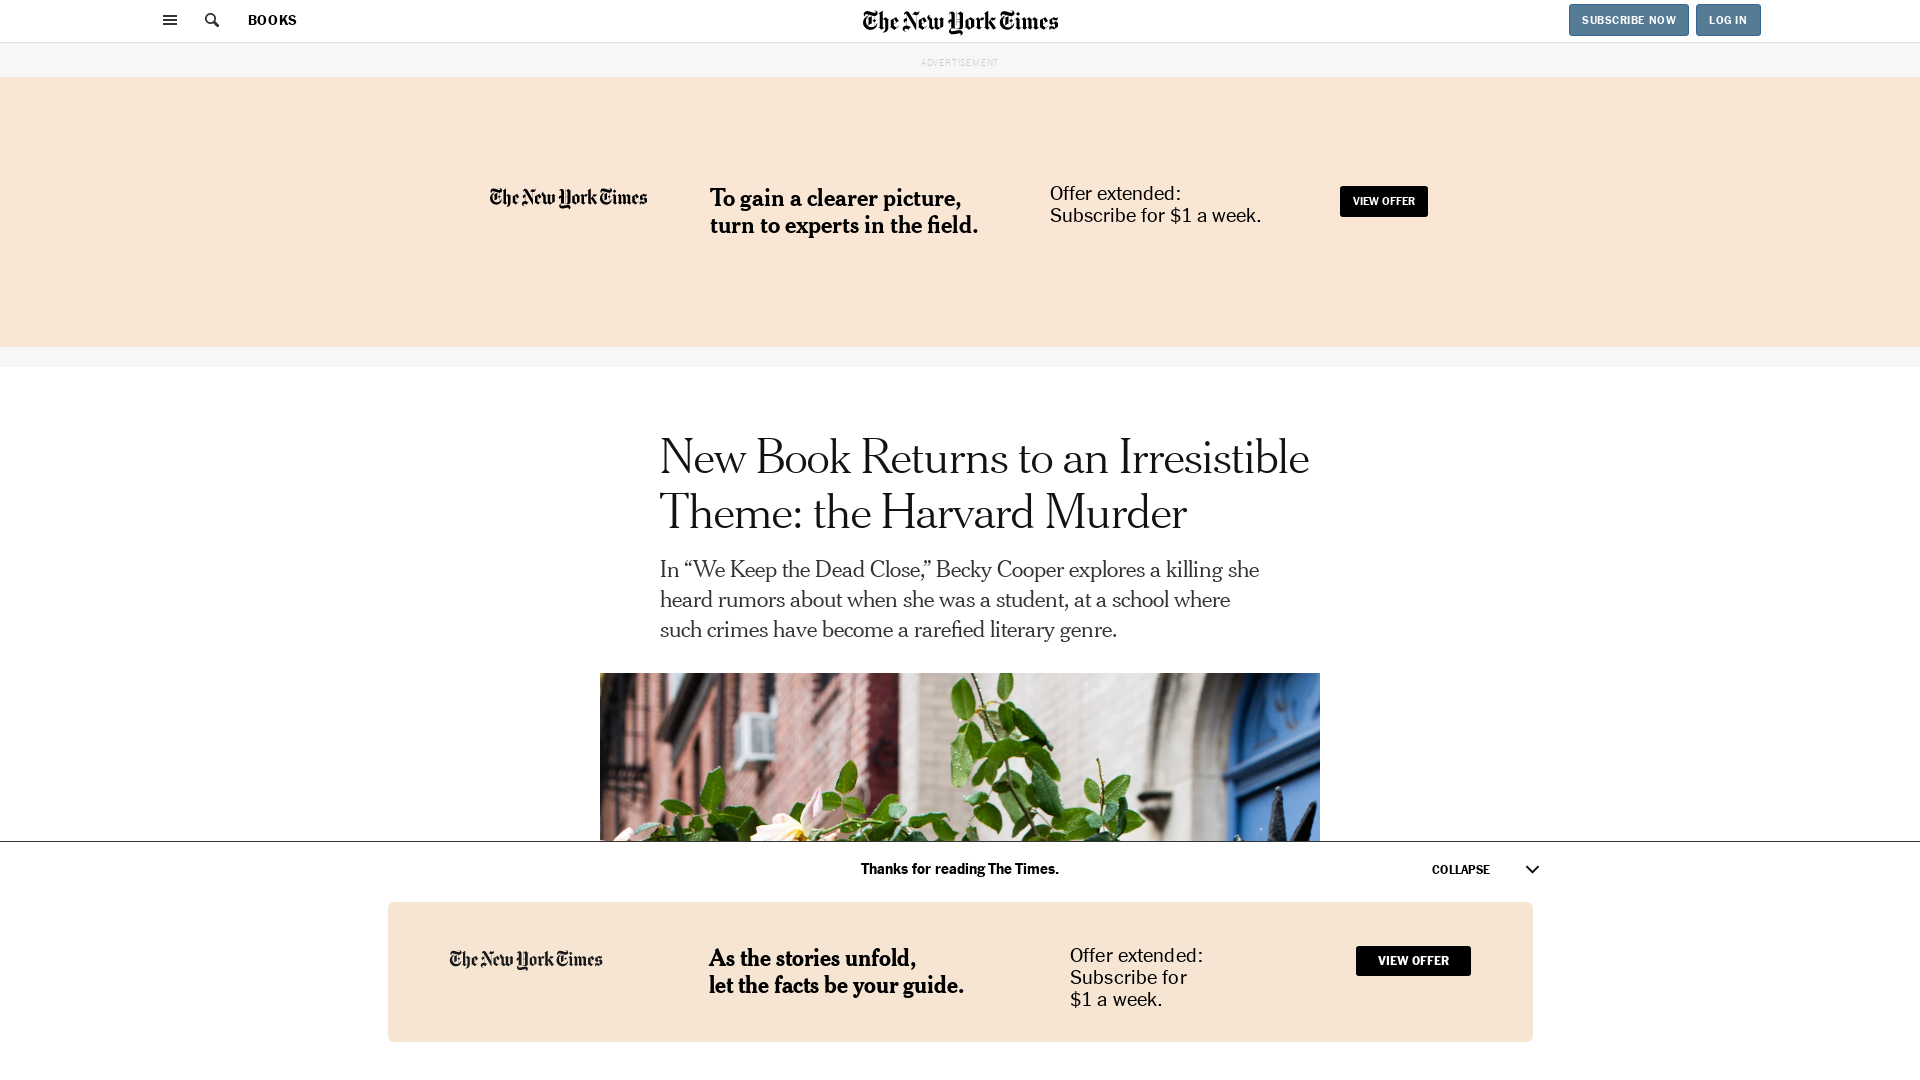 BOOKS
The New York Times
SUBSCRIBE NOW
LOG IN
ADVERTISEMENT
The New York Times
To gain a clearer picture,
turn to experts in the field.
Offer extended:
Subscribe for $1 a week.
VIEW OFFER
New Book Returns to an Irresistible
Theme: the Harvard Murder
In “We Keep the Dead Close,” Becky Cooper explores a killing she
heard rumors about when she was a student, at a school where
such crimes have become a rarefied literary genre.
Thanks for reading The Times.
COLLAPSE
The New York Times
As the stories unfold,
let the facts be your guide.
Offer extended:
Subscribe for
$1 a week.
VIEW OFFER